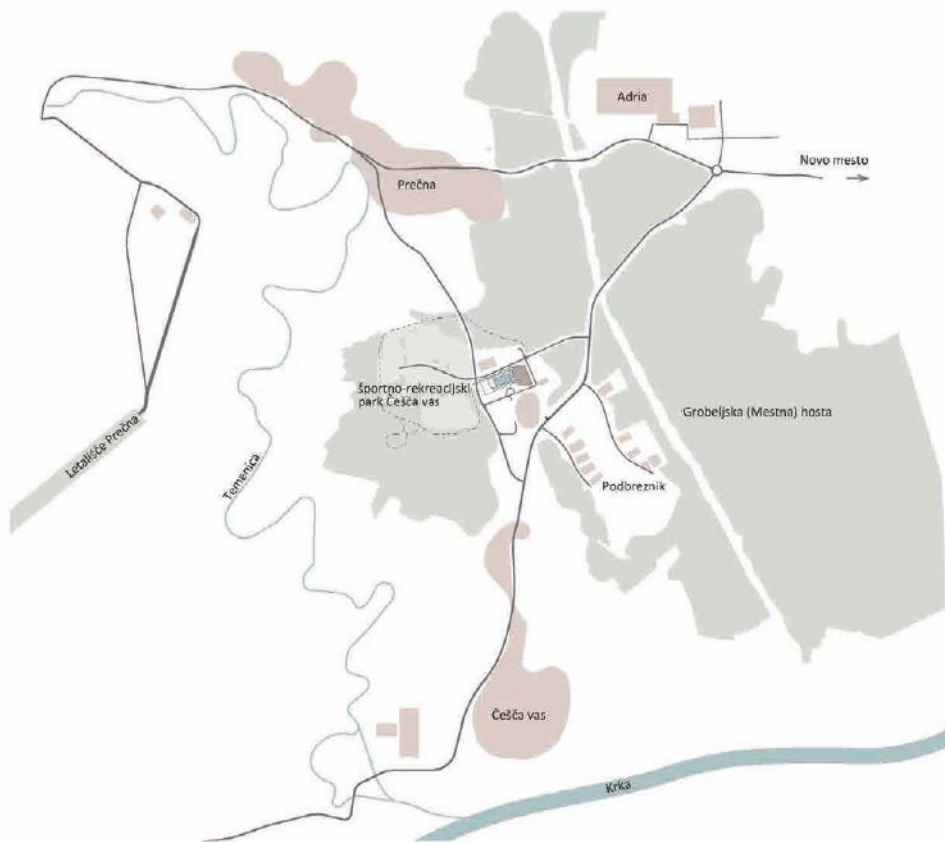 Adria
Novo mesto
Prečna
športno-rekreacijski
park Češča vas
Grobeljska (Mestna) hosta
Letališče Prečna
Temenica
Podbreznik
Češča vas
Krka